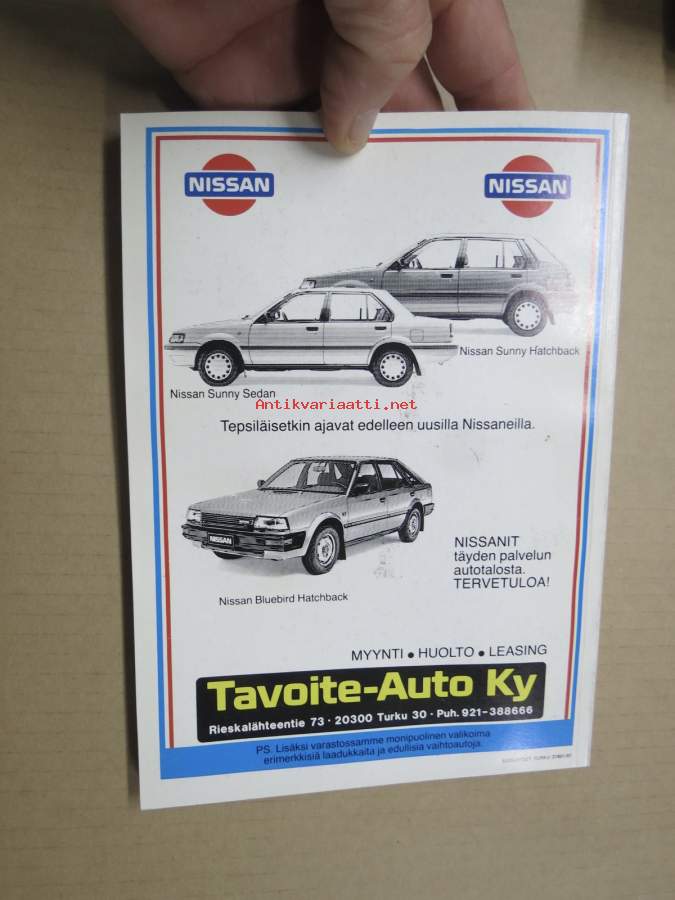 NISSAN
NISSAN
Nissan Sunny Hatchback
Nissan Sunny Sedan
Antikvariaatti.net
Tepsiläisetkin ajavat edelleen uusilla Nissaneilla.
NISSAN
NISSANIT
täyden palvelun
autotalosta.
TERVETULOA!
Nissan Bluebird Hatchback
MYYNTI ● HUOLTO ● LEASING
Tavoite-Auto Ky
Rieskalähteentie 73 · 20300 Turku 30 · Puh. 921-388666
PS. Lisäksi varastossamme monipuolinen valikoima
erimerkkisiä laadukkaita ja edullisia vaihtoautoja.